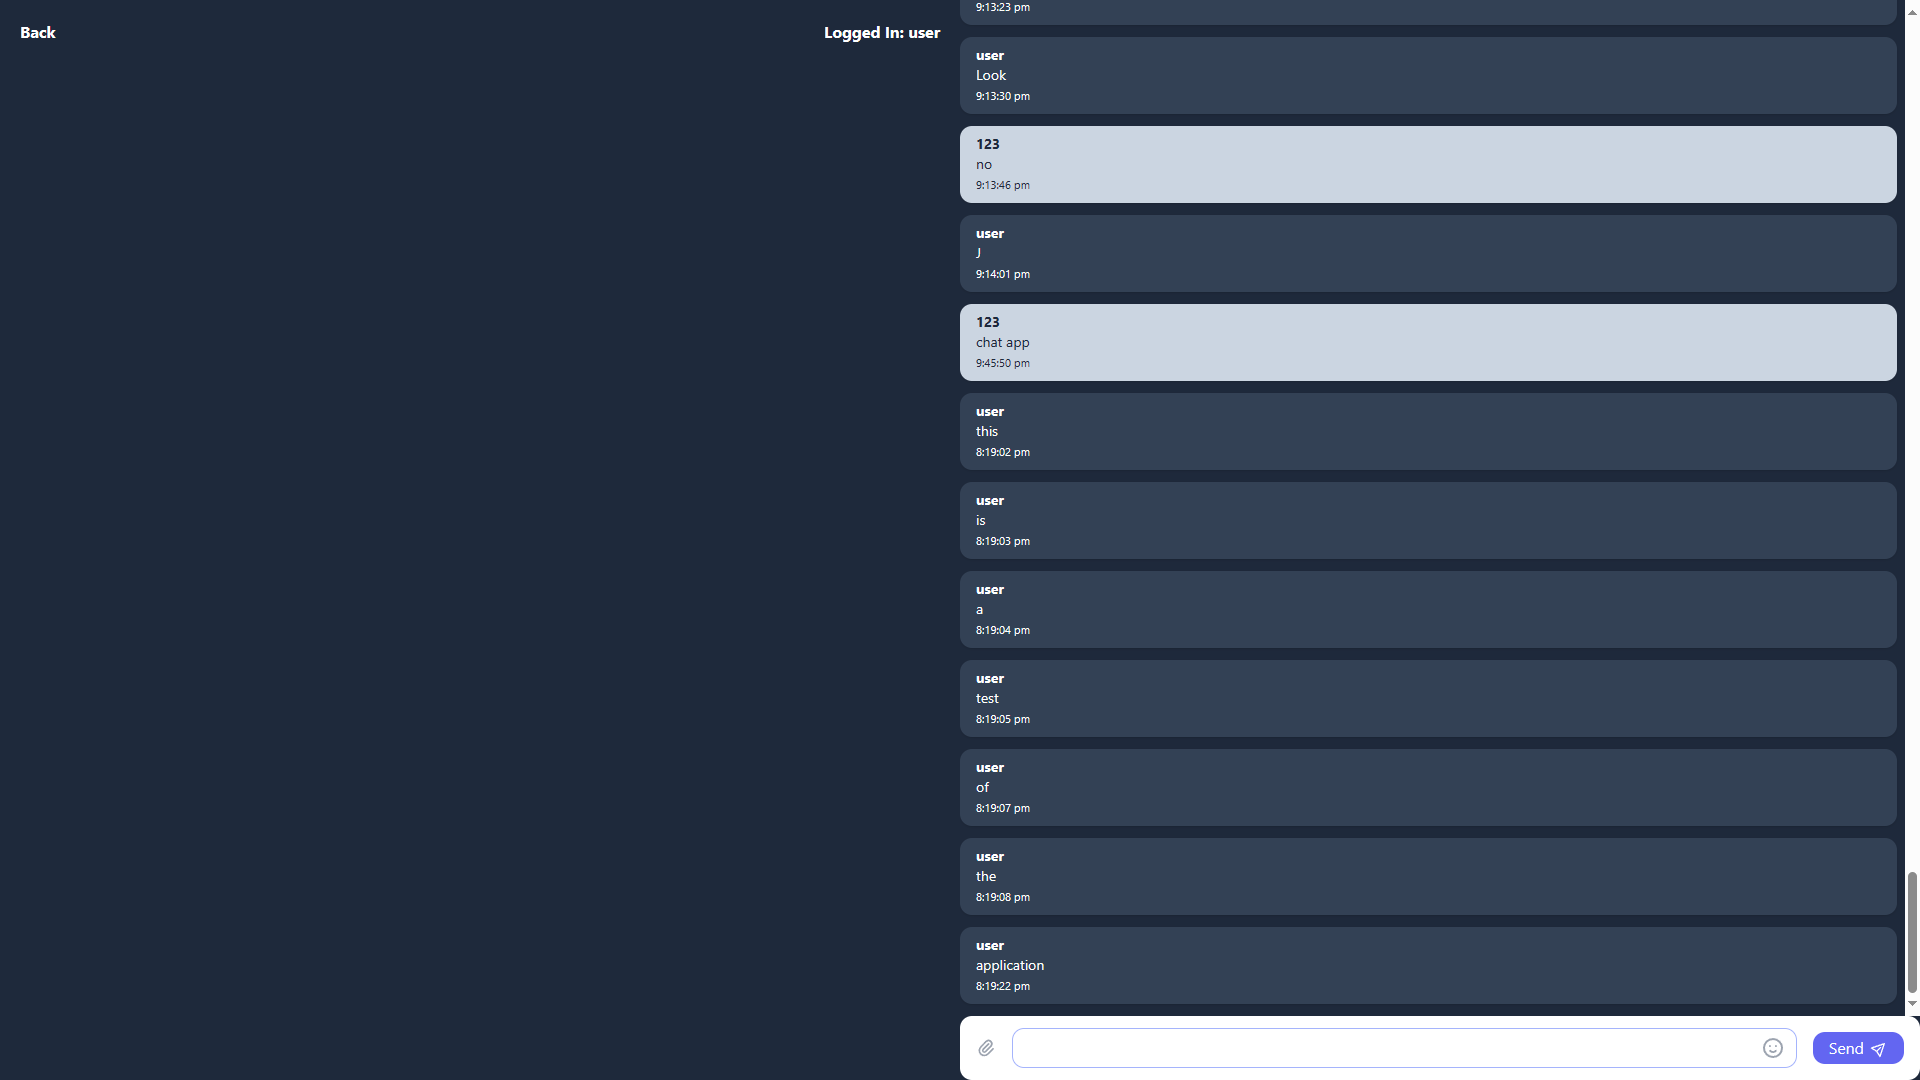 Back
Logged In: user
9:13:23 pm
user
Look
9:13:30 pm
123
no
9:13:46 pm
user
J
9:14:01 pm
123
chat app
9:45:50 pm
user
this
8:19:02 pm
user
is
8:19:03 pm
user
a
8:19:04 pm
user
test
8:19:05 pm
user
of
8:19:07 pm
user
the
8:19:08 pm
user
application
8:19:22 pm
Send